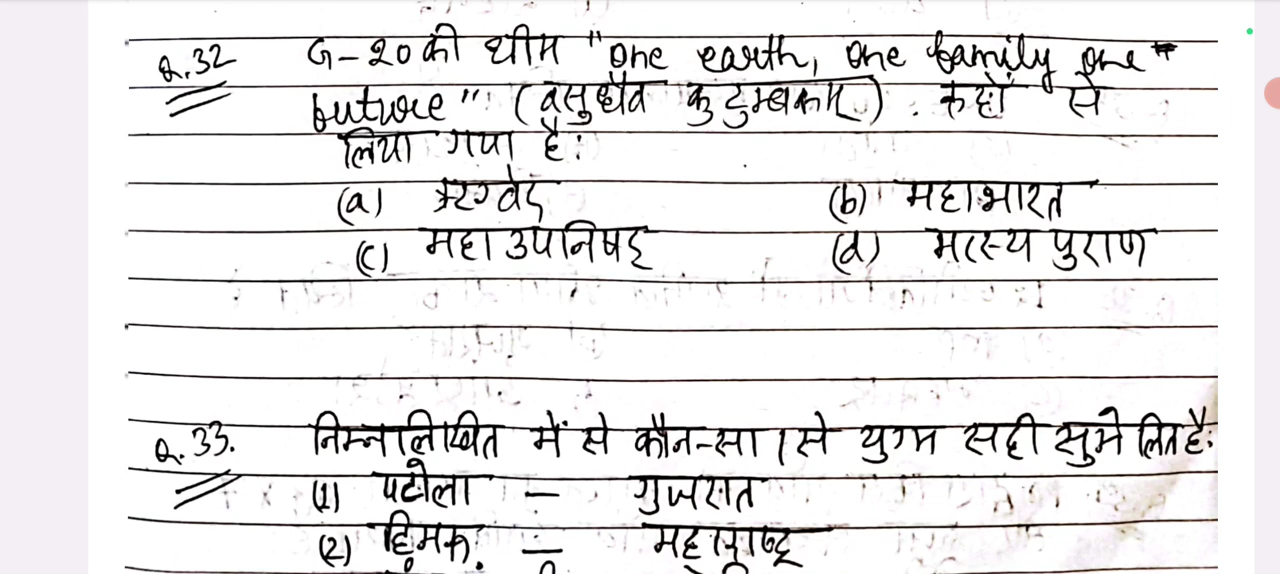 Q.32 G-20 की थीम "one earth, one family one
future" (वसुधैव कुटुम्बकम्). कहाँ से
लिया गया है:
(a) ऋग्वेद (b) महाभारत
(c) महा उपनिषद (d) मत्स्य पुराण
Q.33. निम्नलिखित में से कौन-सा/से युग्म सही सुमेलित है:
(1) पटोला – गुजरात
(2) हिमरू – महाराष्ट्र